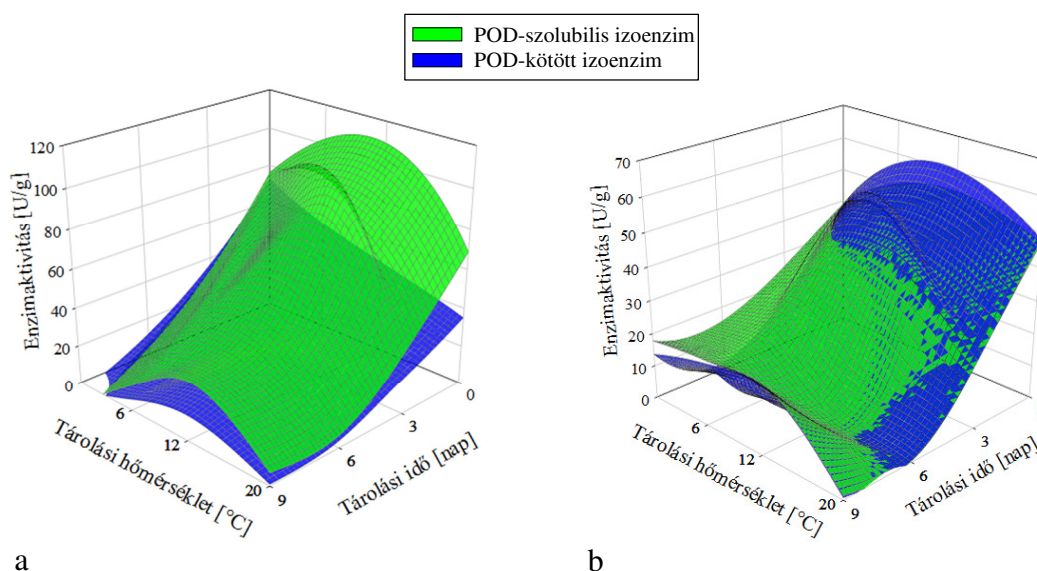 POD-szolubilis izoenzim
POD-kötött izoenzim
Enzimaktivitás [U/g]
120
100
80
60
40
20
0
6
12
20
Tárolási hőmérséklet [°C]
9
6
3
0
Tárolási idő [nap]
a
Enzimaktivitás [U/g]
70
60
50
40
30
20
10
0
6
12
20
Tárolási hőmérséklet [°C]
9
6
3
Tárolási idő [nap]
b